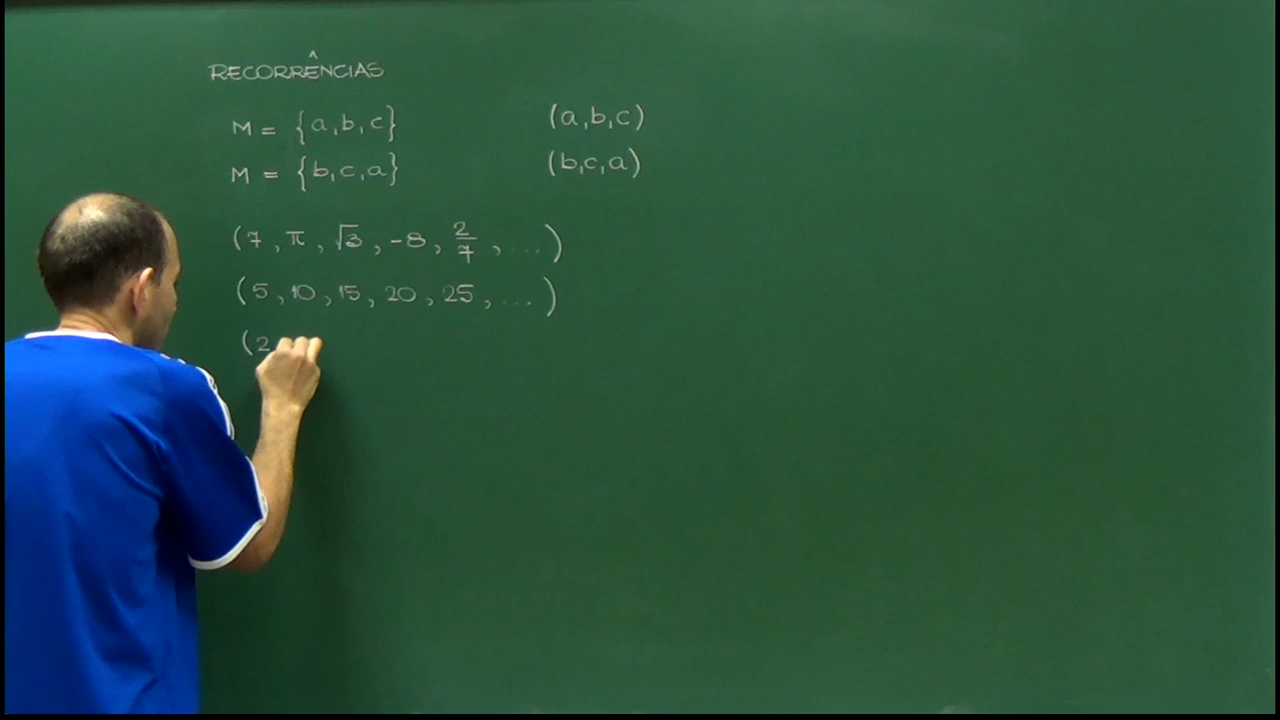 RECORRÊNCIAS
M = {a,b,c} (a,b,c)
M = {b,c,a} (b,c,a)
(7, π, √3, -8, 2/7, ...)
(5, 10, 15, 20, 25, ...)
(2